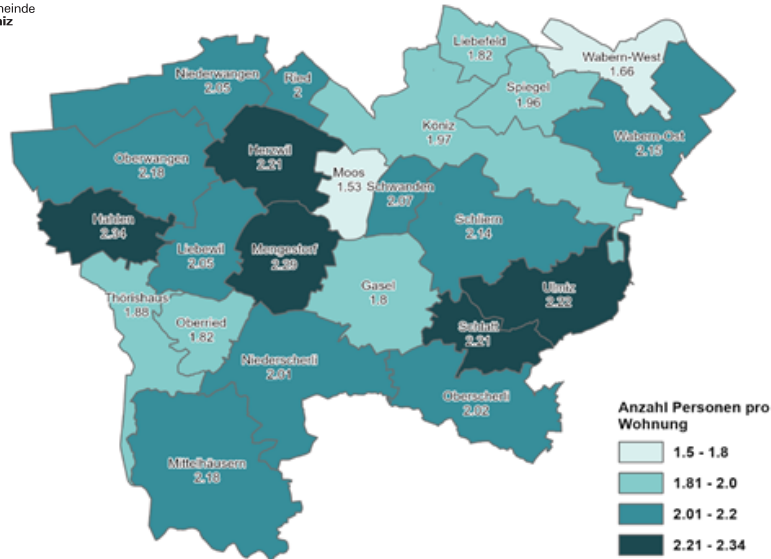 einde
niz
Liebefeld
1.82
Wabern-West
1.66
Niederwangen
2.05
Ried
2
Spiegel
1.96
Köniz
1.97
Wabern-Ost
2.15
Herzwil
2.21
Oberwangen
2.18
Moos
1.53
Schwanden
2.07
Halden
2.34
Schliern
2.14
Liebewil
2.05
Mengestorf
2.29
Gasel
1.8
Ulmiz
2.22
Thörishaus
1.88
Oberried
1.82
Schlatt
2.21
Niederscherli
2.01
Oberscherli
2.02
Mittelhäusern
2.18
Anzahl Personen pro
Wohnung
1.5 - 1.8
1.81 - 2.0
2.01 - 2.2
2.21 - 2.34